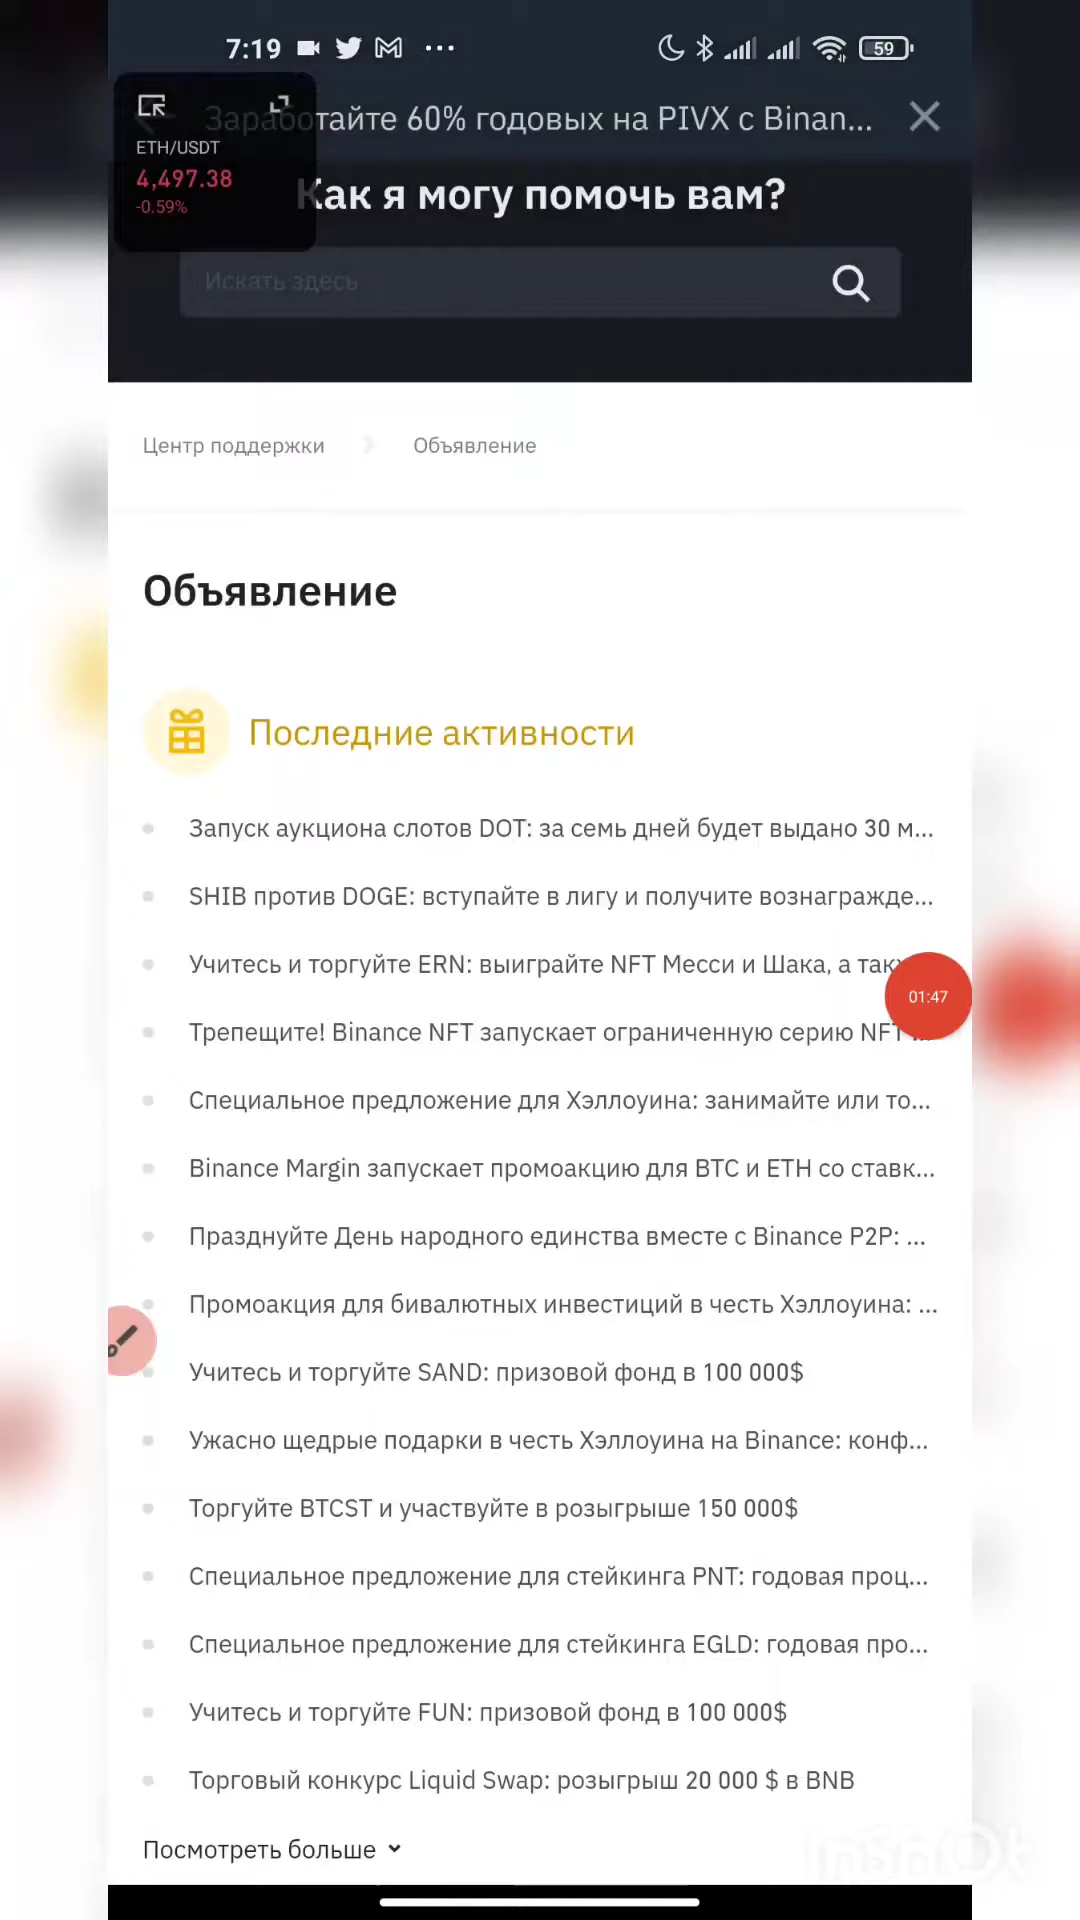 7:19
59
Заработайте 60% годовых на PIVX с Binan...
ETH/USDT
4,497.38
-0.59%
Как я могу помочь вам?
Искать здесь
Центр поддержки
Объявление
Объявление
Последние активности
Запуск аукциона слотов DOT: за семь дней будет выдано 30 м...
SHIB против DOGE: вступайте в лигу и получите вознагражде...
Учитесь и торгуйте ERN: выиграйте NFT Месси и Шака, а так
01:47
Трепещите! Binance NFT запускает ограниченную серию NFT ...
Специальное предложение для Хэллоуина: занимайте или то...
Binance Margin запускает промоакцию для BTC и ETH со ставк...
Празднуйте День народного единства вместе с Binance P2P: ...
Промоакция для бивалютных инвестиций в честь Хэллоуина: ...
Учитесь и торгуйте SAND: призовой фонд в 100 000$
Ужасно щедрые подарки в честь Хэллоуина на Binance: конф...
Торгуйте BTCST и участвуйте в розыгрыше 150 000$
Специальное предложение для стейкинга PNT: годовая проц...
Специальное предложение для стейкинга EGLD: годовая про...
Учитесь и торгуйте FUN: призовой фонд в 100 000$
Торговый конкурс Liquid Swap: розыгрыш 20 000 $ в BNB
Посмотреть больше
InShOt